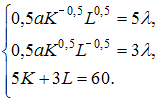 0,5aK^{-0,5}L^{0,5} = 5λ,
0,5aK^{0,5}L^{-0,5} = 3λ,
5K + 3L = 60.